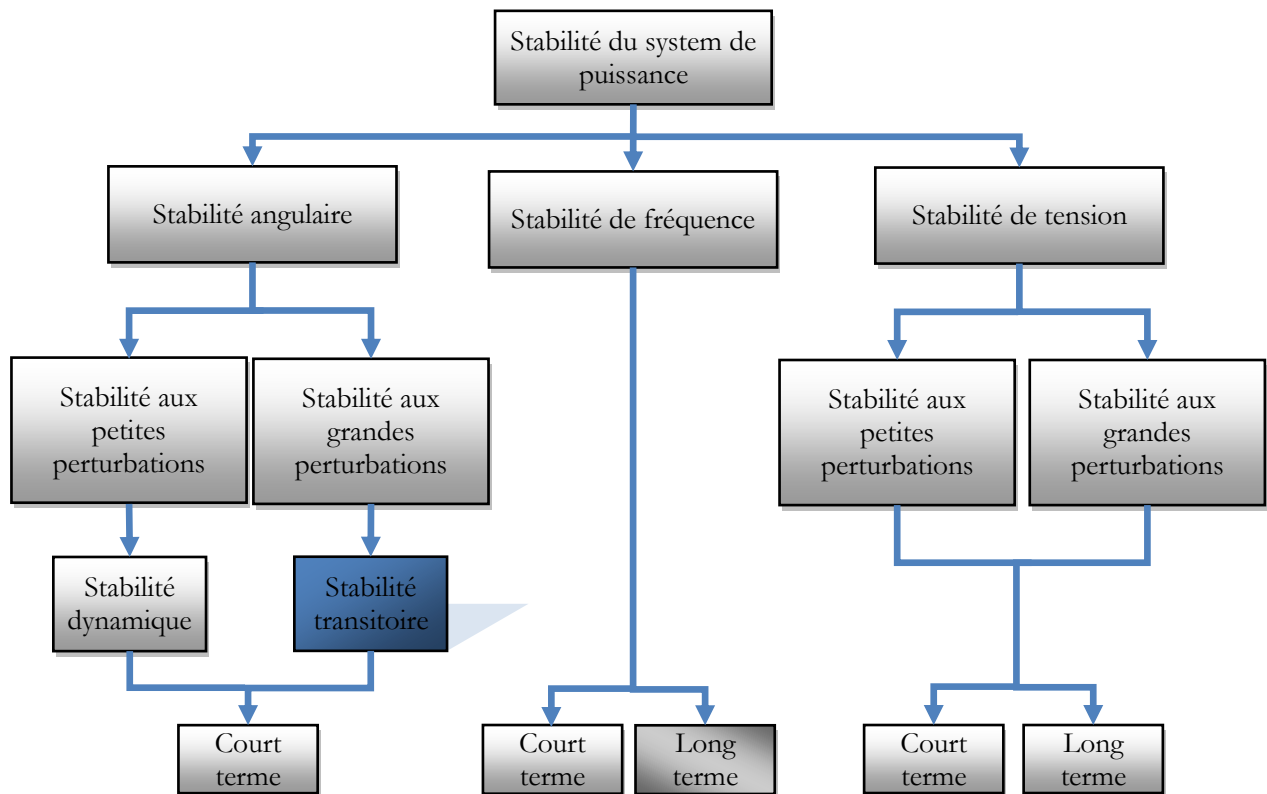 Stabilité du system de
puissance
Stabilité angulaire
Stabilité de fréquence
Stabilité de tension
Stabilité aux
petites
perturbations
Stabilité aux
grandes
perturbations
Stabilité aux
petites
perturbations
Stabilité aux
grandes
perturbations
Stabilité
dynamique
Stabilité
transitoire
Court
terme
Court
terme
Long
terme
Court
terme
Long
terme